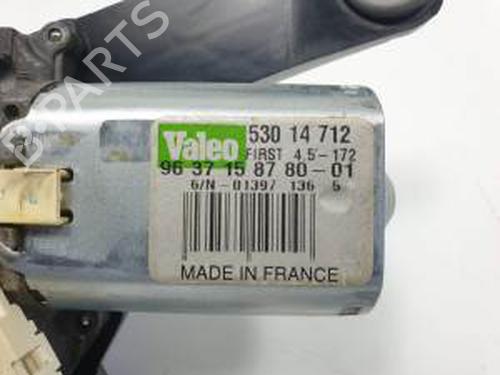 Valeo 530 14 712
FIRST 4,5'-172
96 37 15 87 80-01
6/N-01397 136 5
MADE IN FRANCE